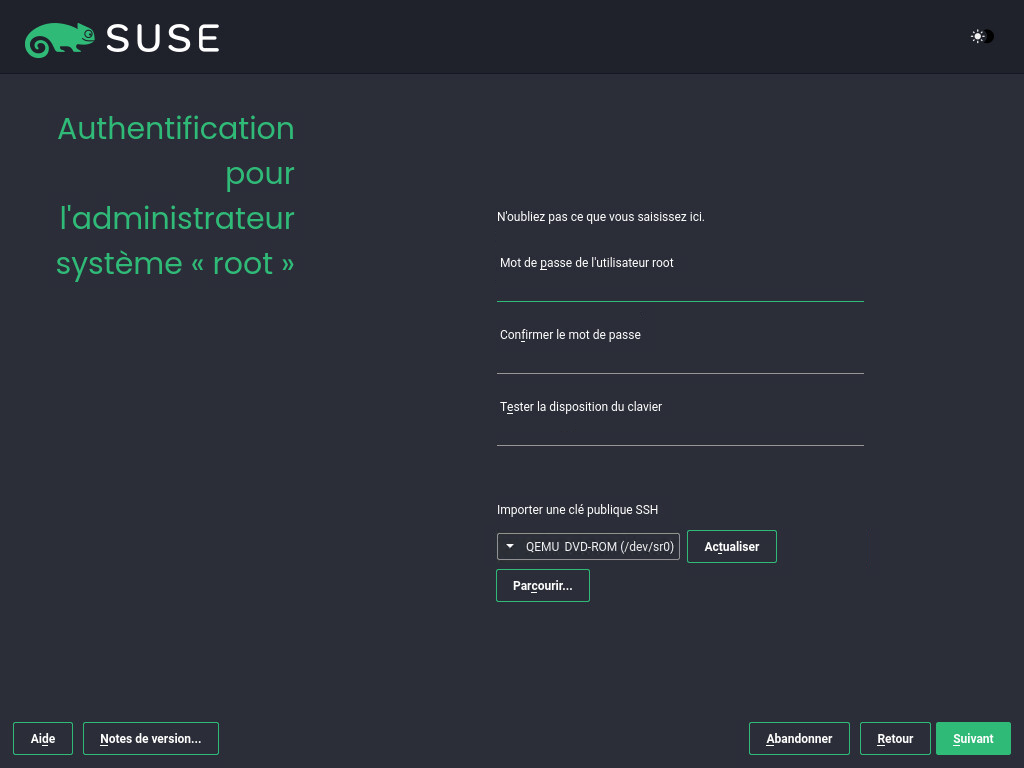 SUSE
Authentification
pour
l'administrateur
système « root »
N'oubliez pas ce que vous saisissez ici.
Mot de passe de l'utilisateur root
Confirmer le mot de passe
Tester la disposition du clavier
Importer une clé publique SSH
QEMU DVD-ROM (/dev/sr0) Actualiser
Parcourir...
Aide Notes de version... Abandonner Retour Suivant